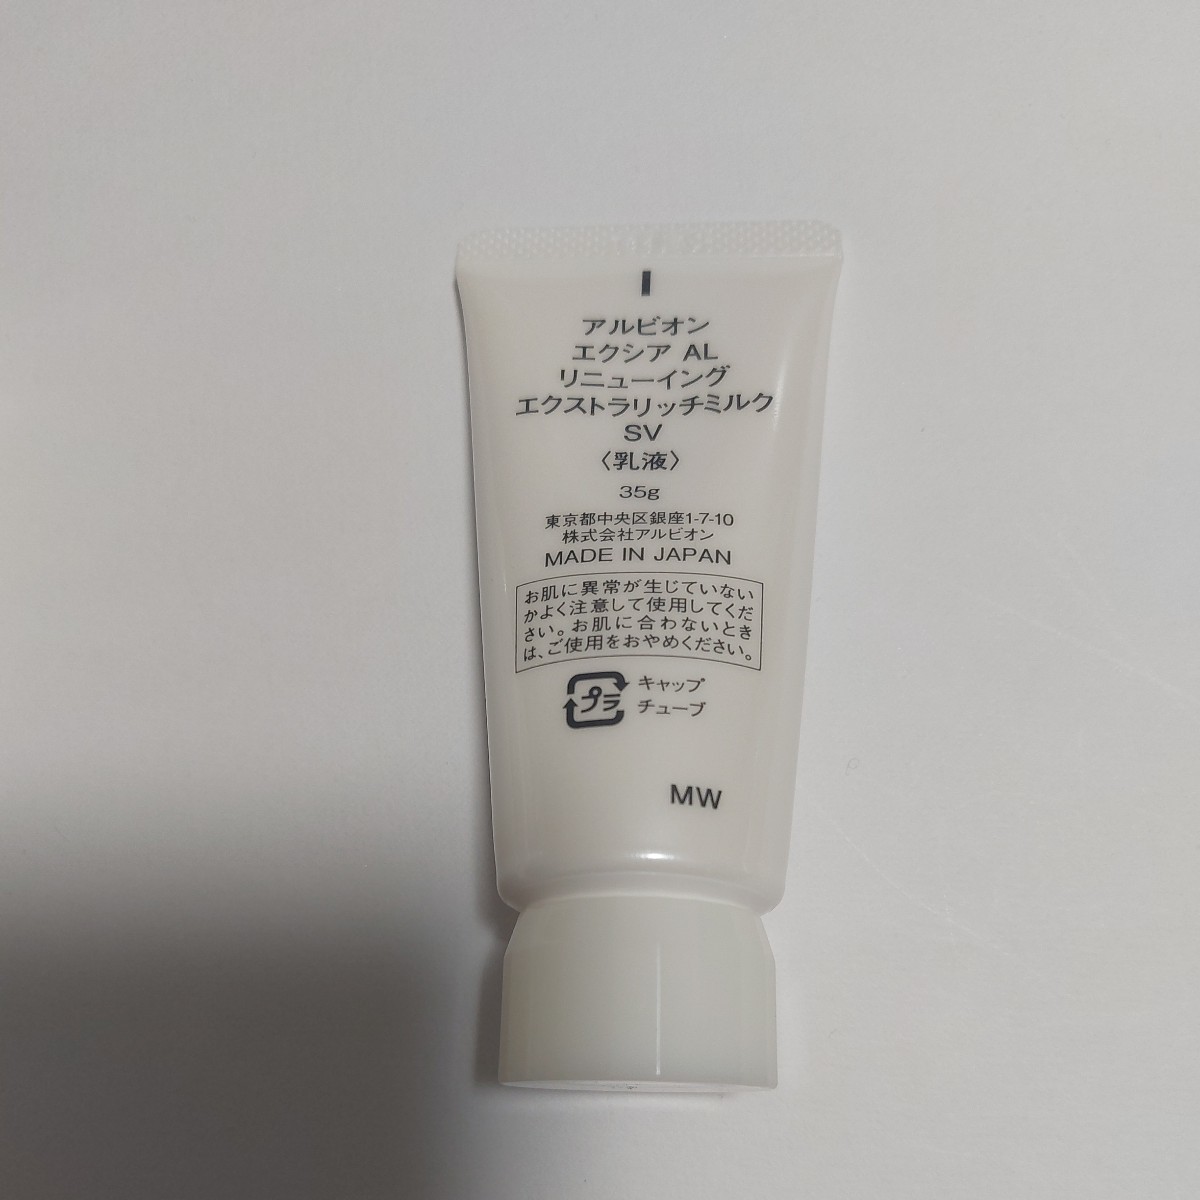 アルビオン
エクシア AL
リニューイング
エクストラリッチミルク
SV
〈乳液〉
35g
東京都中央区銀座1-7-10
株式会社アルビオン
MADE IN JAPAN
お肌に異常が生じていない
かよく注意して使用してくだ
さい。お肌に合わないとき
は、ご使用をおやめください。
プラ キャップ
チューブ
MW